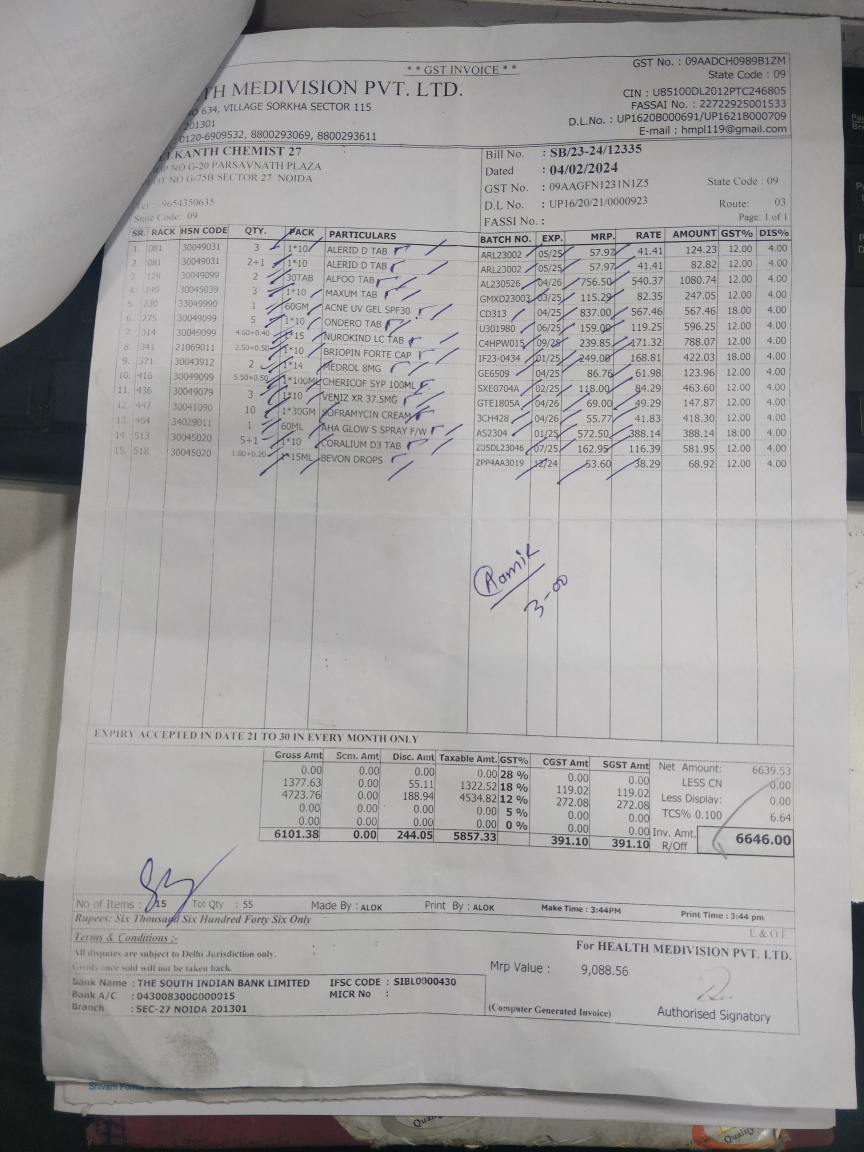 * * GST INVOICE * *
GST No. : 09AADCH0989B1ZM
State Code : 09
TH MEDIVISION PVT. LTD.
CIN : U85100DL2012PTC246805
634, VILLAGE SORKHA SECTOR 115
FASSAI No. : 22722925001533
201301
D.L.No. : UP1620B000691/UP1621B000709
0120-6909532, 8800293069, 8800293611
E-mail : hmpl119@gmail.com
ELKANTH CHEMIST 27
Bill No. : SB/23-24/12335
OP NO G-20 PARSAVNATH PLAZA
Dated : 04/02/2024
OT NO G-75B SECTOR 27 NOIDA
GST No. : 09AAGFN1231N1Z5 State Code : 09
Tel : 9654350635
D.L No. : UP16/20/21/0000923 Route: 03
State Code: 09
FASSI No. : Page: 1 of 1
SR. RACK HSN CODE QTY. PACK PARTICULARS BATCH NO. EXP. MRP. RATE AMOUNT GST% DIS%
1. 081 30049031 3 1*10 ALERID D TAB ARL23002 05/25 57.97 41.41 124.23 12.00 4.00
2. 081 30049031 2+1 1*10 ALERID D TAB ARL23002 05/25 57.97 41.41 82.82 12.00 4.00
3. 129 30049099 2 30TAB ALFOO TAB AL230526 04/26 756.50 540.37 1080.74 12.00 4.00
4. 149 30045039 3 1*10 MAXUM TAB GMXD23003 03/25 115.29 82.35 247.05 12.00 4.00
5. 230 33049990 1 60GM ACNE UV GEL SPF30 CD313 04/25 837.00 567.46 567.46 18.00 4.00
6. 275 30049099 5 1*10 ONDERO TAB U301980 06/25 159.00 119.25 596.25 12.00 4.00
7. 314 30049099 4.60+0.40 1*15 NUROKIND LC TAB C4HPW015 09/25 239.85 171.32 788.07 12.00 4.00
8. 341 21069011 2.50+0.50 1*10 BRIOPIN FORTE CAP IF23-0434 01/25 249.00 168.81 422.03 18.00 4.00
9. 371 30043912 2 1*14 MEDROL 8MG GE6509 04/25 86.76 61.98 123.96 12.00 4.00
10. 416 30049099 5.50+0.50 1*100ML CHERICOF SYP 100ML SXE0704A 02/25 118.00 84.29 463.60 12.00 4.00
11. 436 30049079 3 1*10 VENIZ XR 37.5MG GTE1805A 04/26 69.00 49.29 147.87 12.00 4.00
12. 447 30041090 10 1*30GM SOFRAMYCIN CREAM 3CH428 04/26 55.77 41.83 418.30 12.00 4.00
13. 464 34029011 1 60ML AHA GLOW S SPRAY F/W AS2304 01/25 572.50 388.14 388.14 18.00 4.00
14. 513 30045020 5+1 1*10 CORALIUM D3 TAB Z05DL23046 07/25 162.95 116.39 581.95 12.00 4.00
15. 518 30045020 1.80+0.20 1*15ML BEVON DROPS ZPP4AA3019 12/24 53.60 38.29 68.92 12.00 4.00
3-00
EXPIRY ACCEPTED IN DATE 21 TO 30 IN EVERY MONTH ONLY
Gross Amt Scm. Amt Disc. Amt Taxable Amt. GST% CGST Amt SGST Amt Net Amount: 6639.53
0.00 0.00 0.00 0.00 28 % 0.00 0.00 LESS CN 0.00
1377.63 0.00 55.11 1322.52 18 % 119.02 119.02 Less Display: 0.00
4723.76 0.00 188.94 4534.82 12 % 272.08 272.08 TCS% 0.100 6.64
0.00 0.00 0.00 0.00 5 % 0.00 0.00
0.00 0.00 0.00 0.00 0 % 0.00 0.00 Inv. Amt. 6646.00
6101.38 0.00 244.05 5857.33 391.10 391.10 R/Off
No of Items : 15 Tot Qty : 55 Made By : ALOK Print By : ALOK Make Time : 3:44PM Print Time : 3:44 pm
Rupees: Six Thousand Six Hundred Forty Six Only
E & O E
Terms & Conditions :-
For HEALTH MEDIVISION PVT. LTD.
All disputes are subject to Delhi Jurisdiction only.
Mrp Value : 9,088.56
Goods once sold will not be taken back.
Bank Name : THE SOUTH INDIAN BANK LIMITED IFSC CODE : SIBL0000430
Bank A/C : 043008300G000015 MICR No :
Branch : SEC-27 NOIDA 201301
(Computer Generated Invoice) Authorised Signatory
Quality